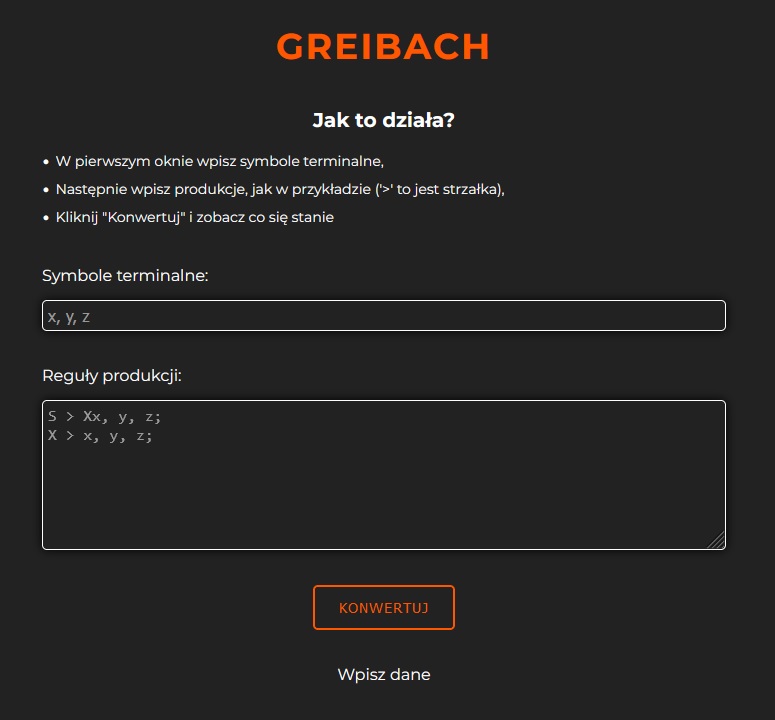 GREIBACH
Jak to działa?
• W pierwszym oknie wpisz symbole terminalne,
• Następnie wpisz produkcje, jak w przykładzie ('>' to jest strzałka),
• Kliknij "Konwertuj" i zobacz co się stanie
Symbole terminalne:
x, y, z
Reguły produkcji:
S > Xx, y, z;
X > x, y, z;
KONWERTUJ
Wpisz dane